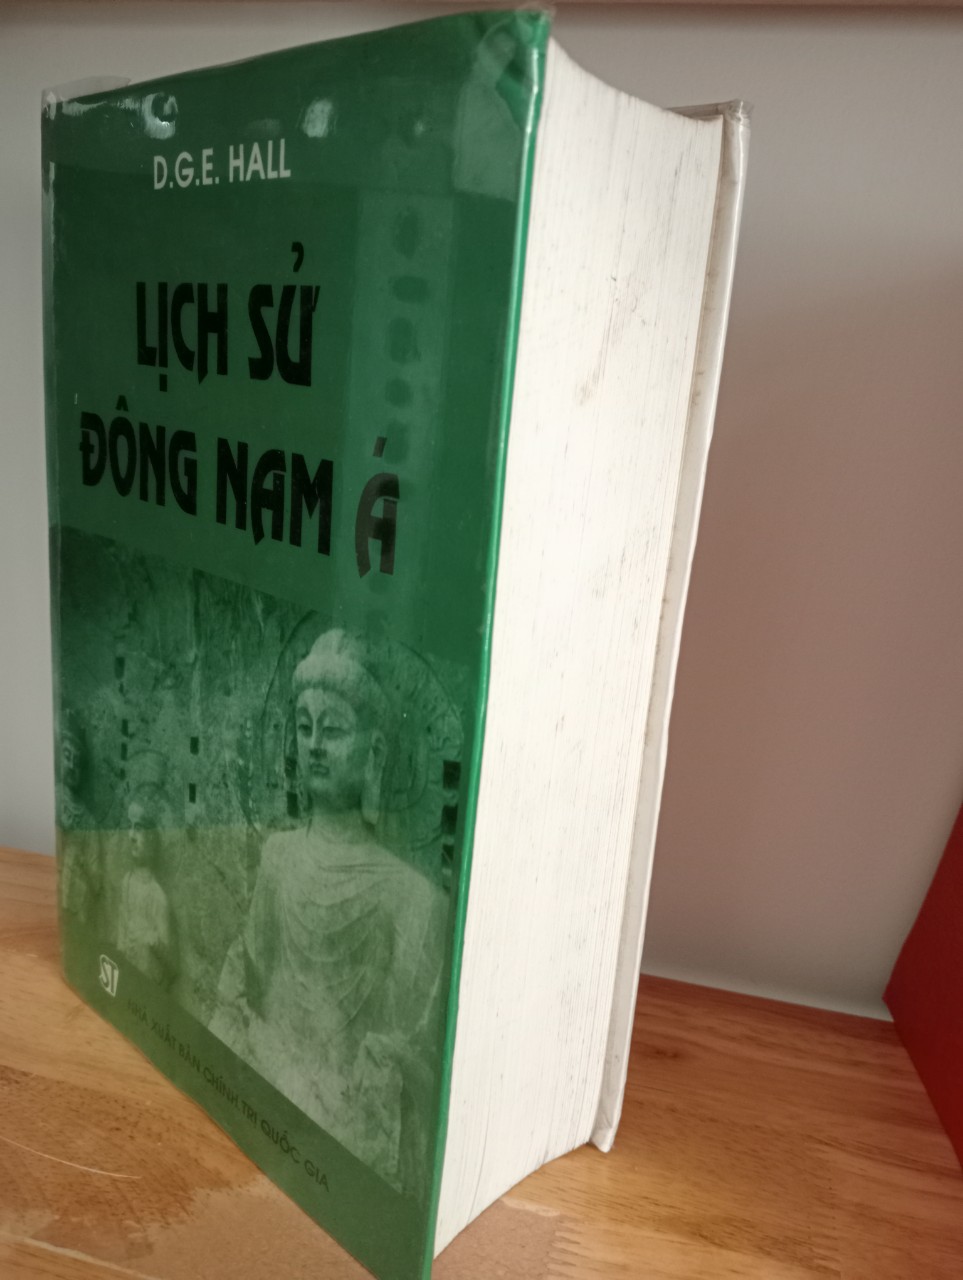 D.G.E. HALL
LỊCH SỬ
ĐÔNG NAM Á
ST
NHÀ XUẤT BẢN CHÍNH TRỊ QUỐC GIA